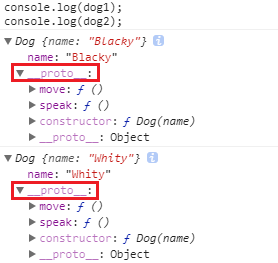 console.log(dog1);
console.log(dog2);
▼Dog {name: "Blacky"} i
name: "Blacky"
▼__proto__:
▶move: ƒ ()
▶speak: ƒ ()
▶constructor: ƒ Dog(name)
▶__proto__: Object
▼Dog {name: "Whity"} i
name: "Whity"
▼__proto__:
▶move: ƒ ()
▶speak: ƒ ()
▶constructor: ƒ Dog(name)
▶__proto__: Object